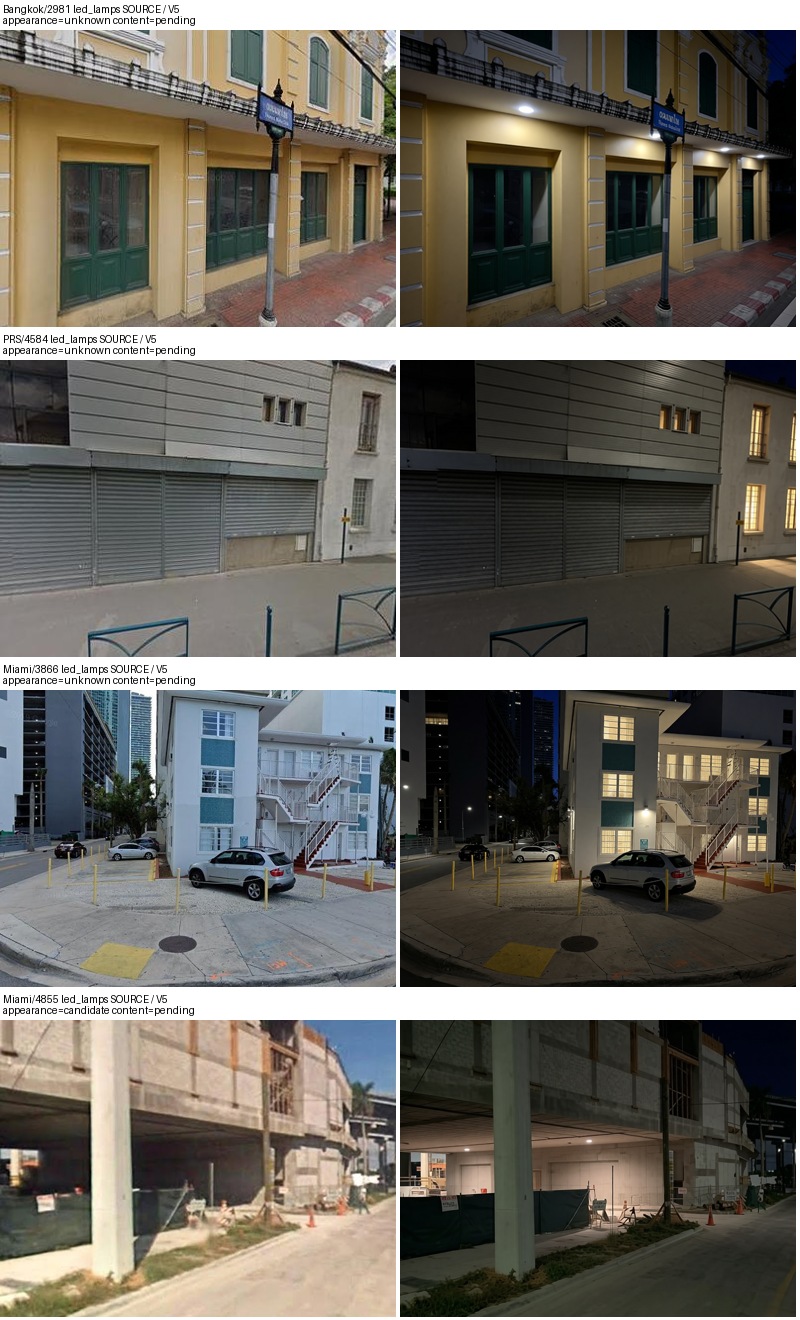 Bangkok/2981 led_lamps SOURCE / V5
appearance=unknown content=pending
PRS/4584 led_lamps SOURCE / V5
appearance=unknown content=pending
Miami/3866 led_lamps SOURCE / V5
appearance=unknown content=pending
Miami/4855 led_lamps SOURCE / V5
appearance=candidate content=pending